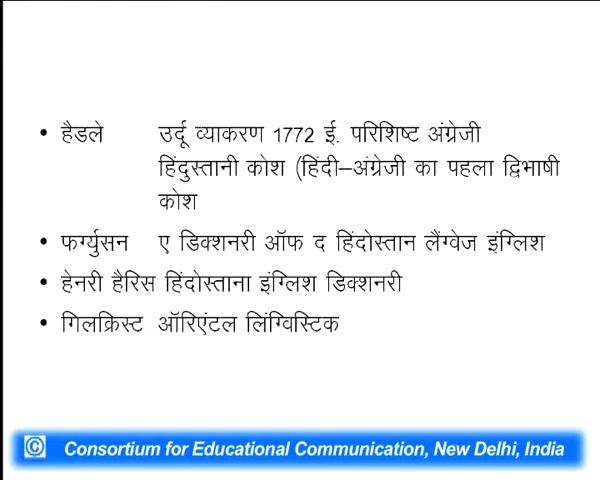 • हैडले उर्दू व्याकरण 1772 ई. परिशिष्ट अंग्रेजी
हिंदुस्तानी कोश (हिंदी–अंग्रेजी का पहला द्विभाषी
कोश
• फर्ग्युसन ए डिक्शनरी ऑफ द हिंदोस्तान लैंग्वेज इंग्लिश
• हेनरी हैरिस हिंदोस्ताना इंग्लिश डिक्शनरी
• गिलक्रिस्ट ऑरिएंटल लिंग्विस्टिक
© Consortium for Educational Communication, New Delhi, India